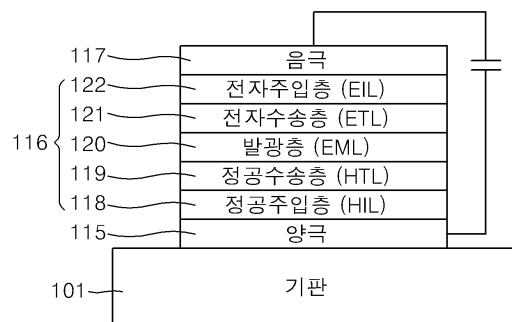 117 음극
122 전자주입층 (EIL)
121 전자수송층 (ETL)
116 120 발광층 (EML)
119 정공수송층 (HTL)
118 정공주입층 (HIL)
115 양극
101 기판